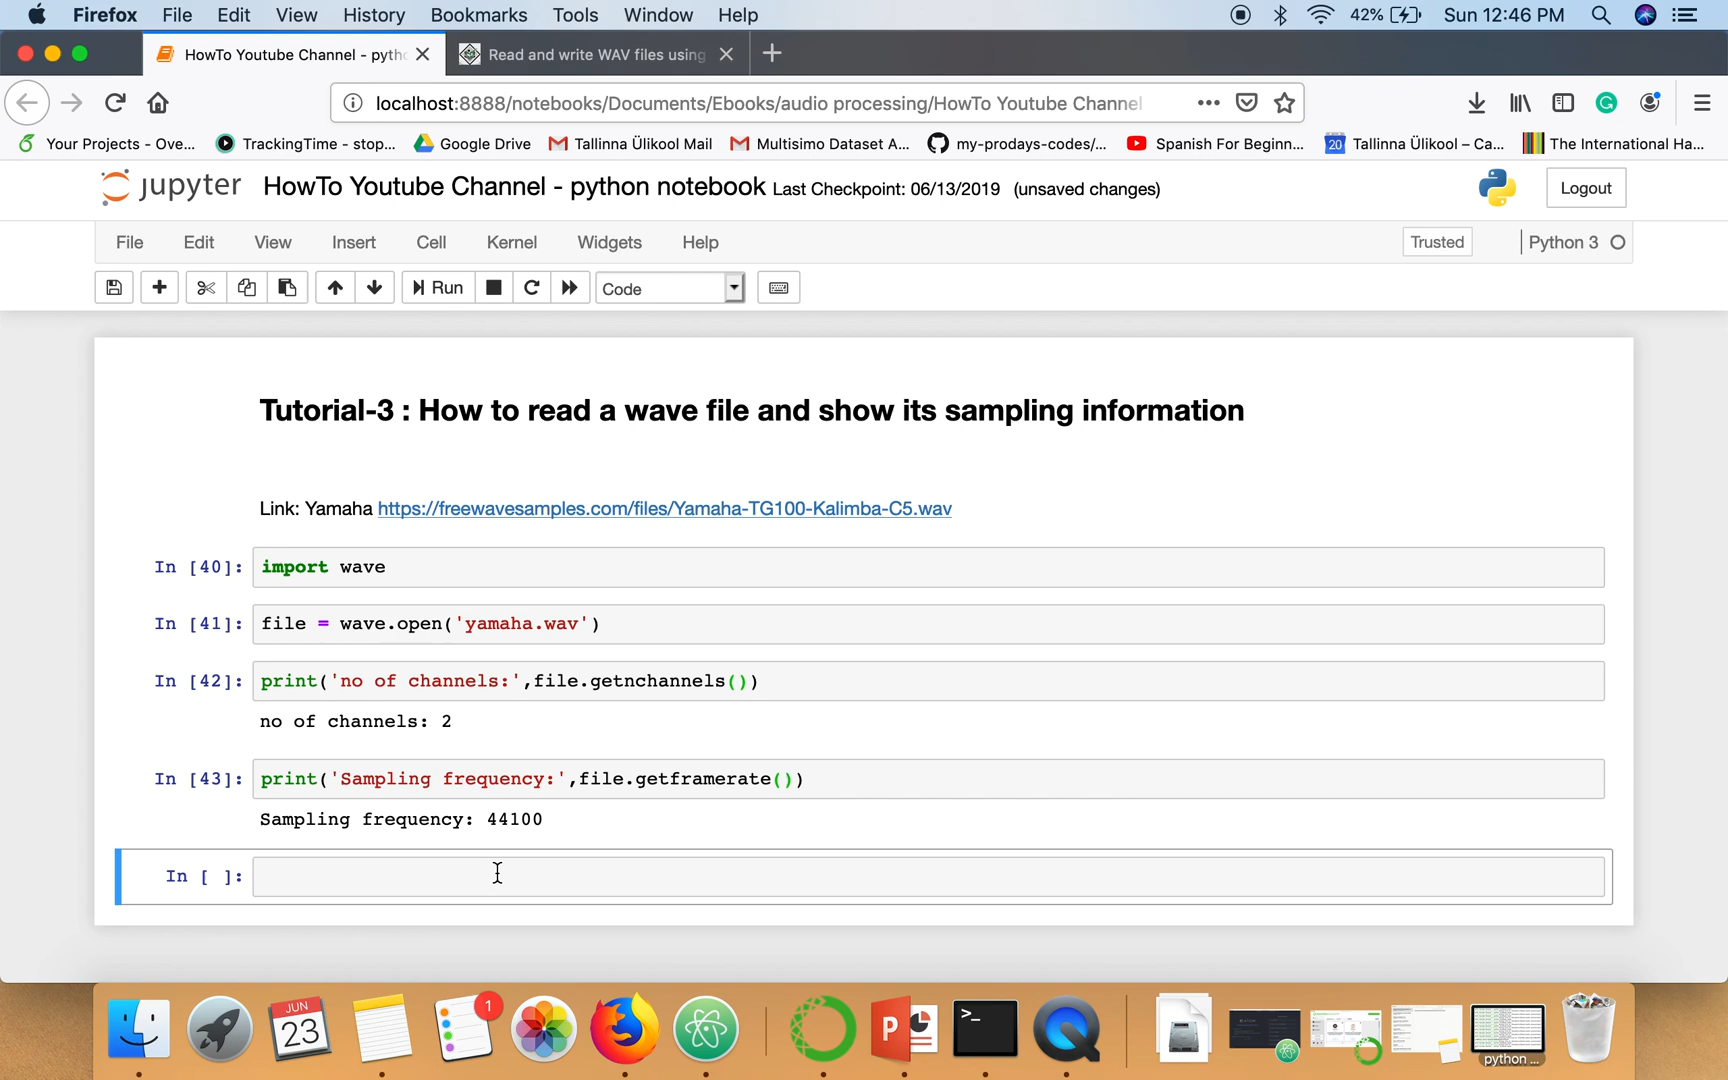 Firefox File Edit View History Bookmarks Tools Window Help 42% Sun 12:46 PM
HowTo Youtube Channel - pytho Read and write WAV files using
localhost:8888/notebooks/Documents/Ebooks/audio processing/HowTo Youtube Channel
Your Projects - Ove... TrackingTime - stop... Google Drive Tallinna Ülikool Mail Multisimo Dataset A... my-prodays-codes/... Spanish For Beginn... 20 Tallinna Ülikool – Ca... The International Ha...
jupyter HowTo Youtube Channel - python notebook Last Checkpoint: 06/13/2019 (unsaved changes) Logout
File Edit View Insert Cell Kernel Widgets Help Trusted Python 3
Run Code
Tutorial-3 : How to read a wave file and show its sampling information
Link: Yamaha https://freewavesamples.com/files/Yamaha-TG100-Kalimba-C5.wav
In [40]: import wave
In [41]: file = wave.open('yamaha.wav')
In [42]: print('no of channels:',file.getnchannels())
no of channels: 2
In [43]: print('Sampling frequency:',file.getframerate())
Sampling frequency: 44100
In [ ]:
JUN
23
1
P
>_
python ...